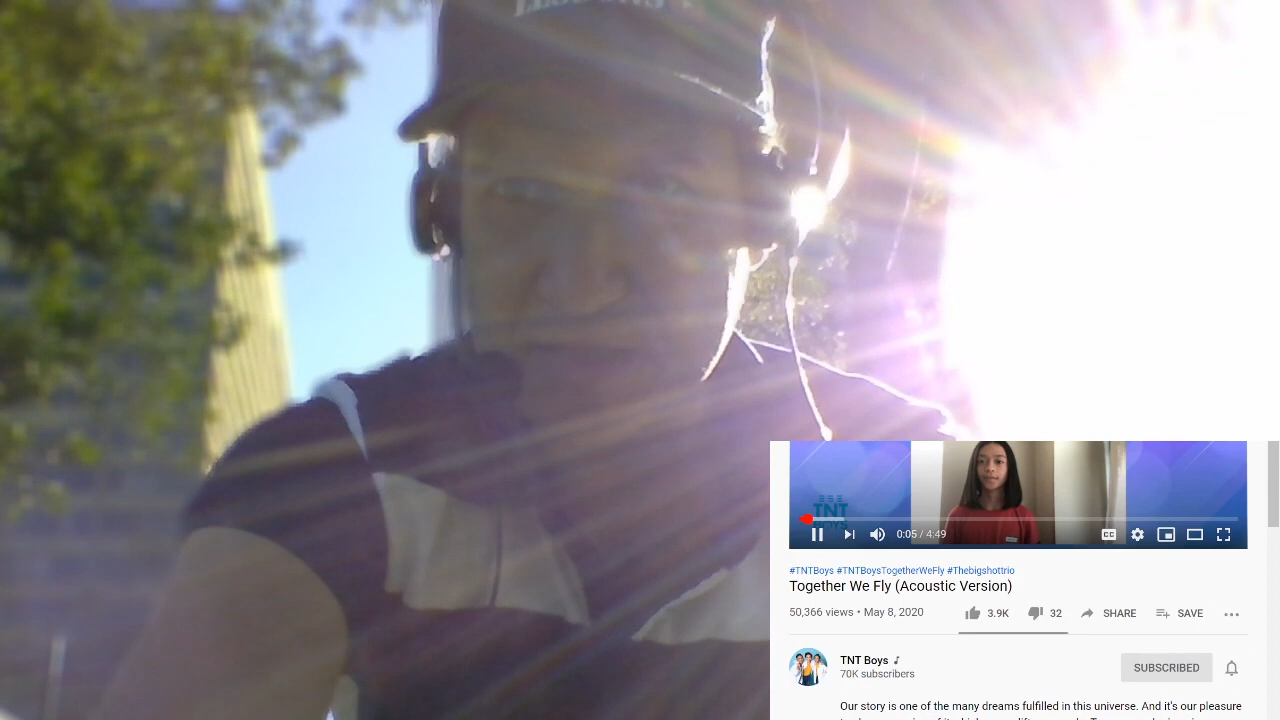 TNT
BOYS
0:05 / 4:49
CC
#TNTBoys #TNTBoysTogetherWeFly #Thebigshottrio
Together We Fly (Acoustic Version)
50,366 views • May 8, 2020
3.9K
32
SHARE
SAVE
TNT Boys
70K subscribers
SUBSCRIBED
Our story is one of the many dreams fulfilled in this universe. And it's our pleasure